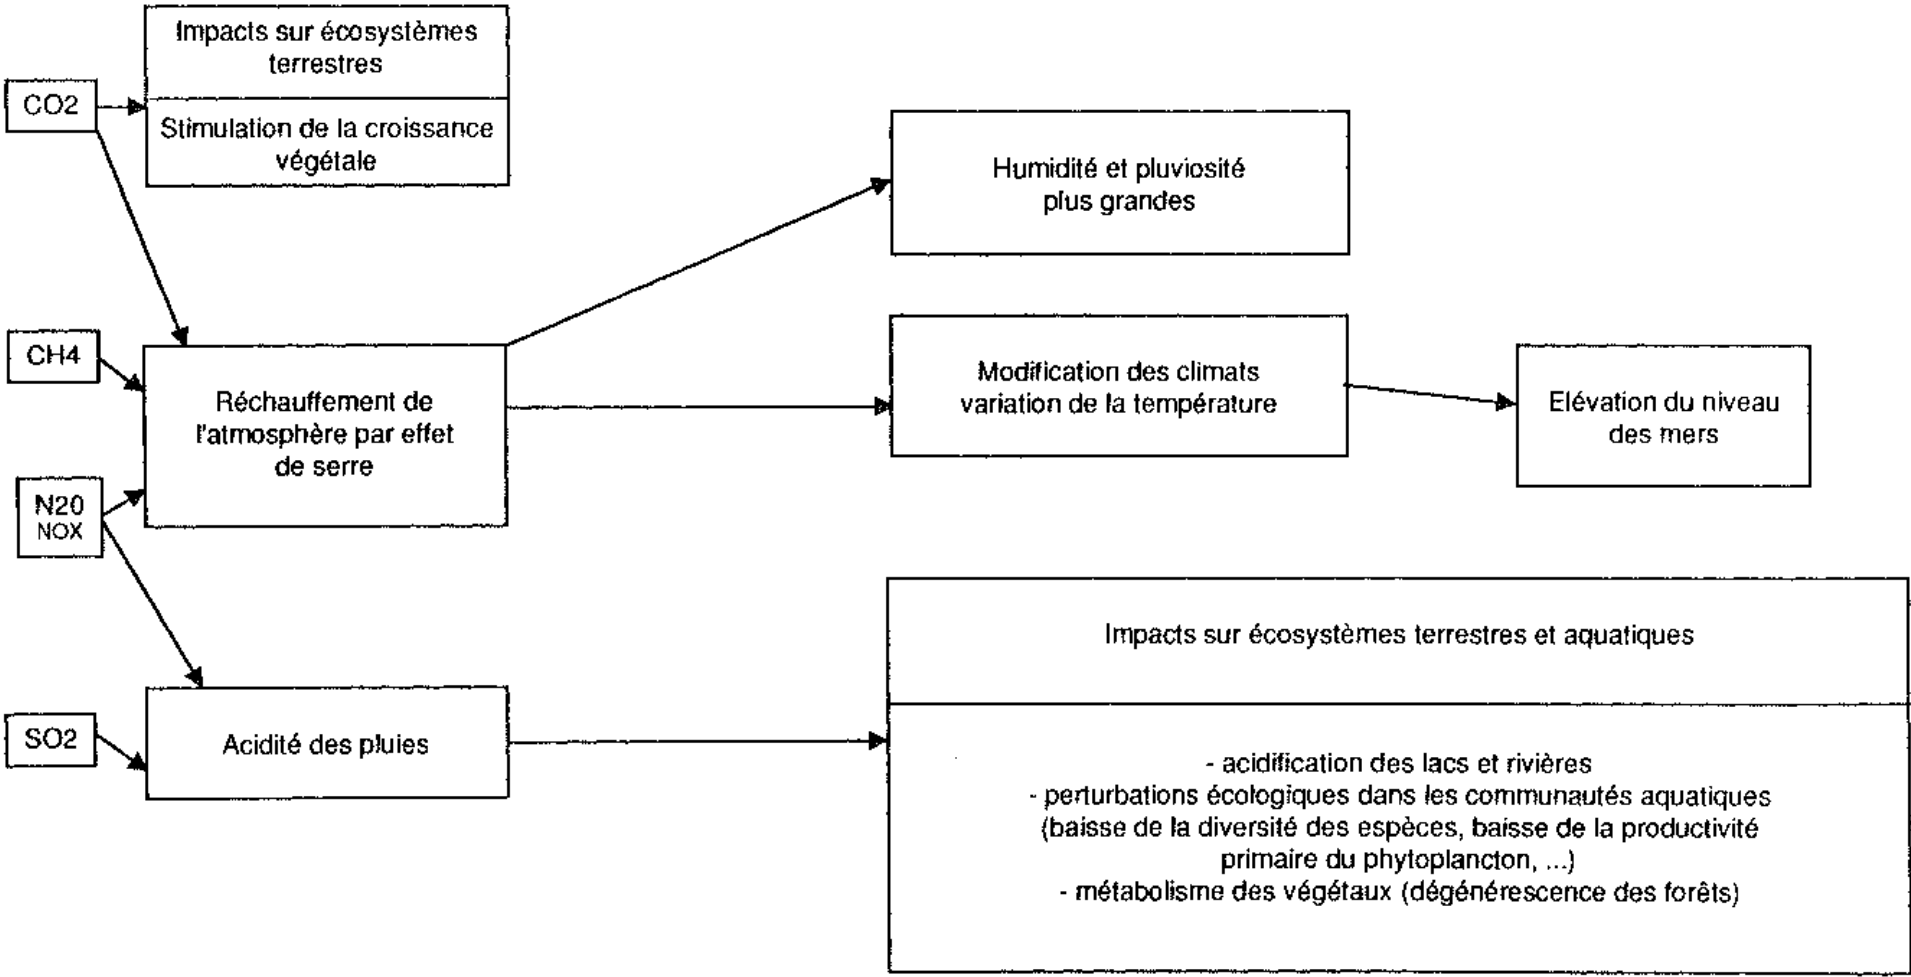 Impacts sur écosystèmes
terrestres
CO2
Stimulation de la croissance
végétale
Humidité et pluviosité
plus grandes
CH4
Réchauffement de
l'atmosphère par effet
de serre
Modification des climats
variation de la température
Elévation du niveau
des mers
N20
NOX
Impacts sur écosystèmes terrestres et aquatiques
SO2
Acidité des pluies
- acidification des lacs et rivières
- perturbations écologiques dans les communautés aquatiques
(baisse de la diversité des espèces, baisse de la productivité
primaire du phytoplancton, ...)
- métabolisme des végétaux (dégénérescence des forêts)